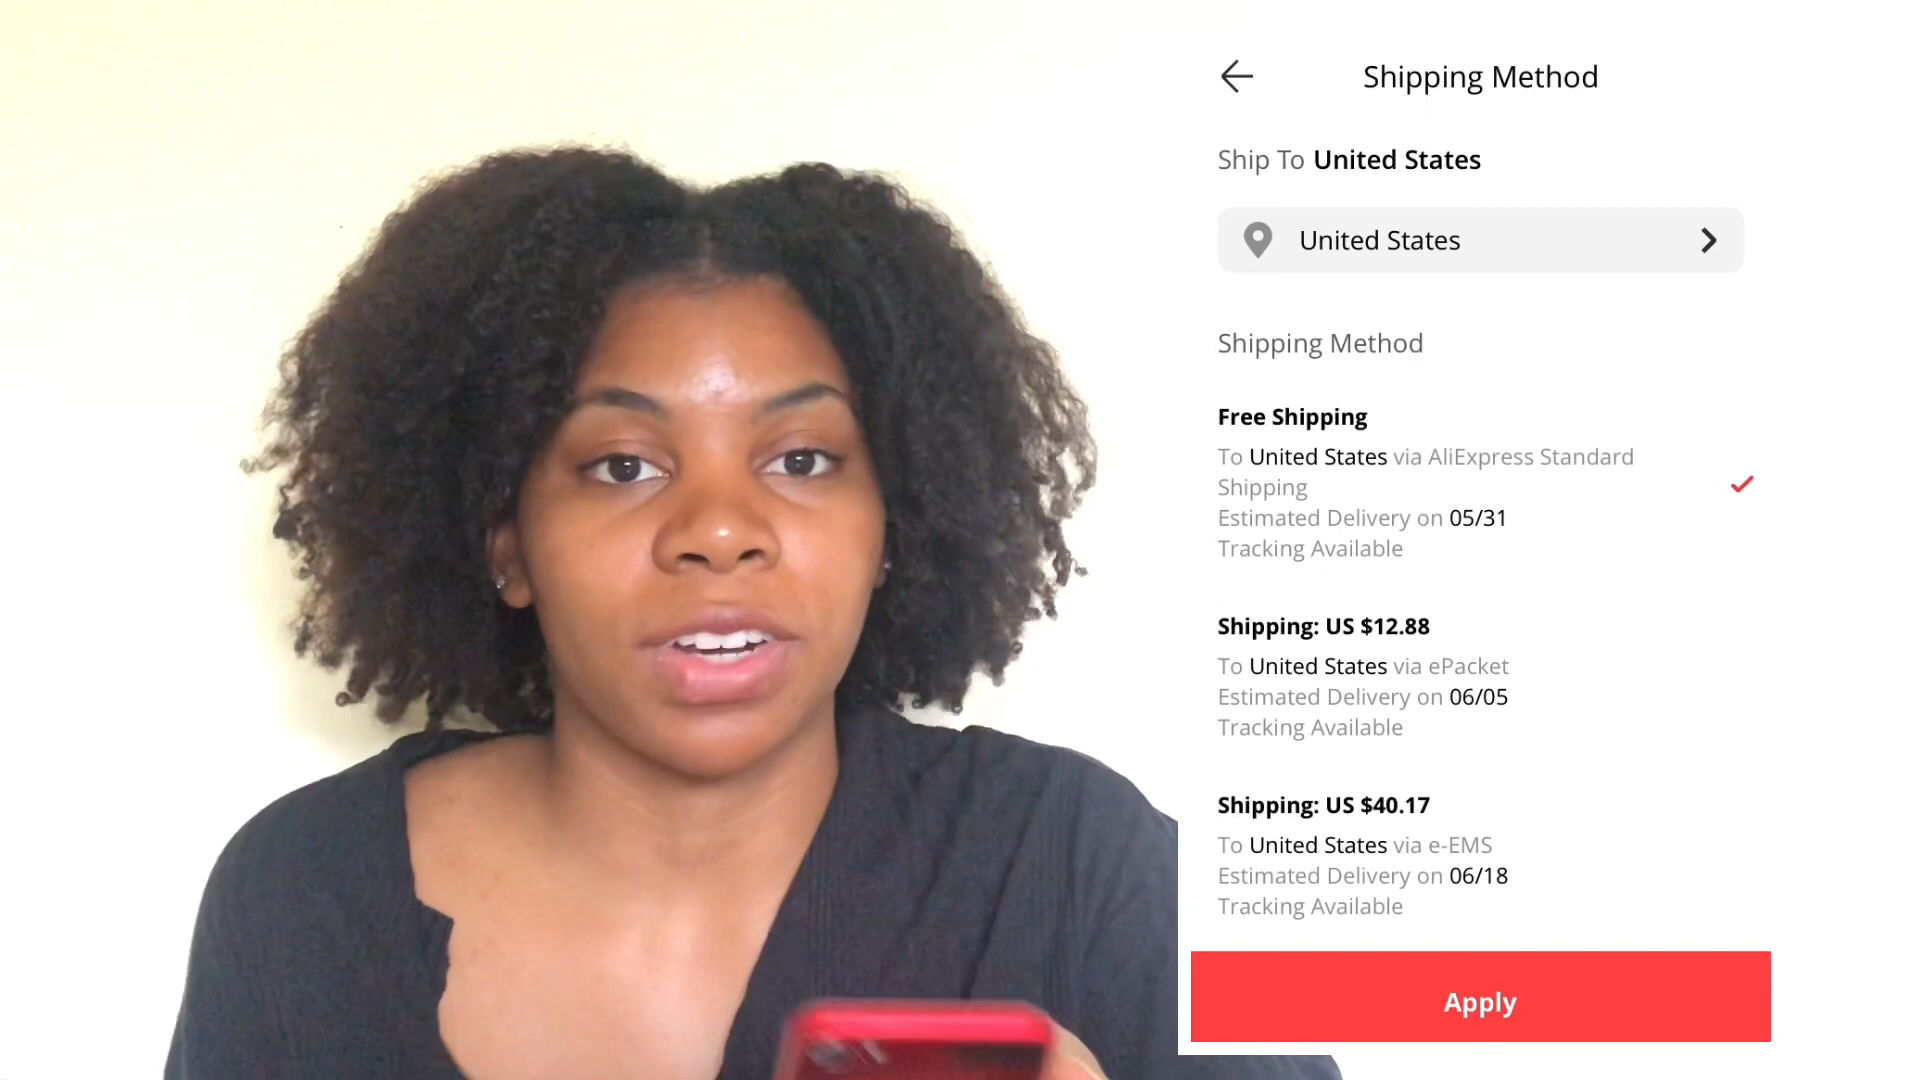 Shipping Method
Ship To United States
United States
Shipping Method
Free Shipping
To United States via AliExpress Standard
Shipping
Estimated Delivery on 05/31
Tracking Available
Shipping: US $12.88
To United States via ePacket
Estimated Delivery on 06/05
Tracking Available
Shipping: US $40.17
To United States via e-EMS
Estimated Delivery on 06/18
Tracking Available
Apply